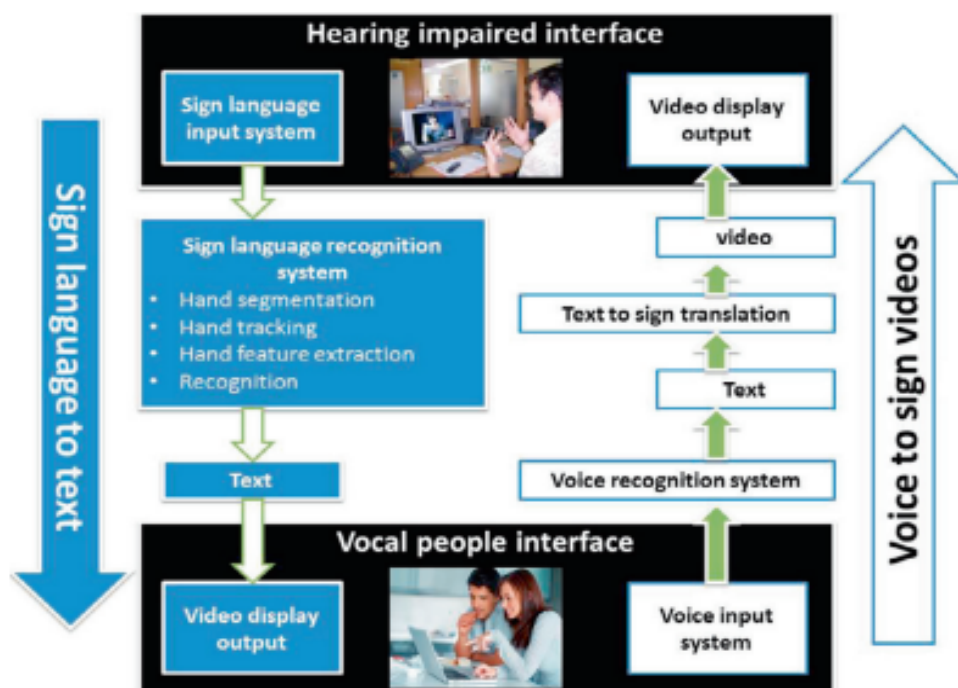 Hearing impaired interface
Sign language
input system
Video display
output
Sign language recognition
system
• Hand segmentation
• Hand tracking
• Hand feature extraction
• Recognition
Text
video
Text to sign translation
Text
Voice recognition system
Vocal people interface
Video display
output
Voice input
system
Sign language to text
Voice to sign videos